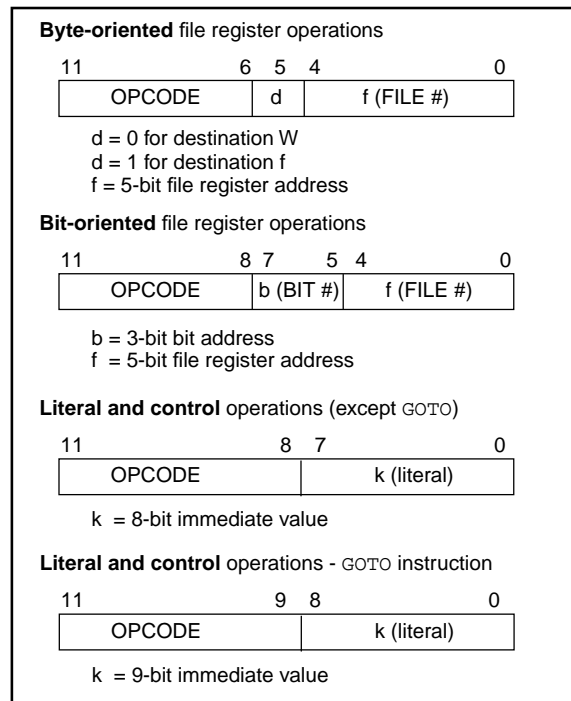 Byte-oriented file register operations
11 6 5 4 0
OPCODE d f (FILE #)
d = 0 for destination W
d = 1 for destination f
f = 5-bit file register address
Bit-oriented file register operations
11 8 7 5 4 0
OPCODE b (BIT #) f (FILE #)
b = 3-bit bit address
f = 5-bit file register address
Literal and control operations (except GOTO)
11 8 7 0
OPCODE k (literal)
k = 8-bit immediate value
Literal and control operations - GOTO instruction
11 9 8 0
OPCODE k (literal)
k = 9-bit immediate value